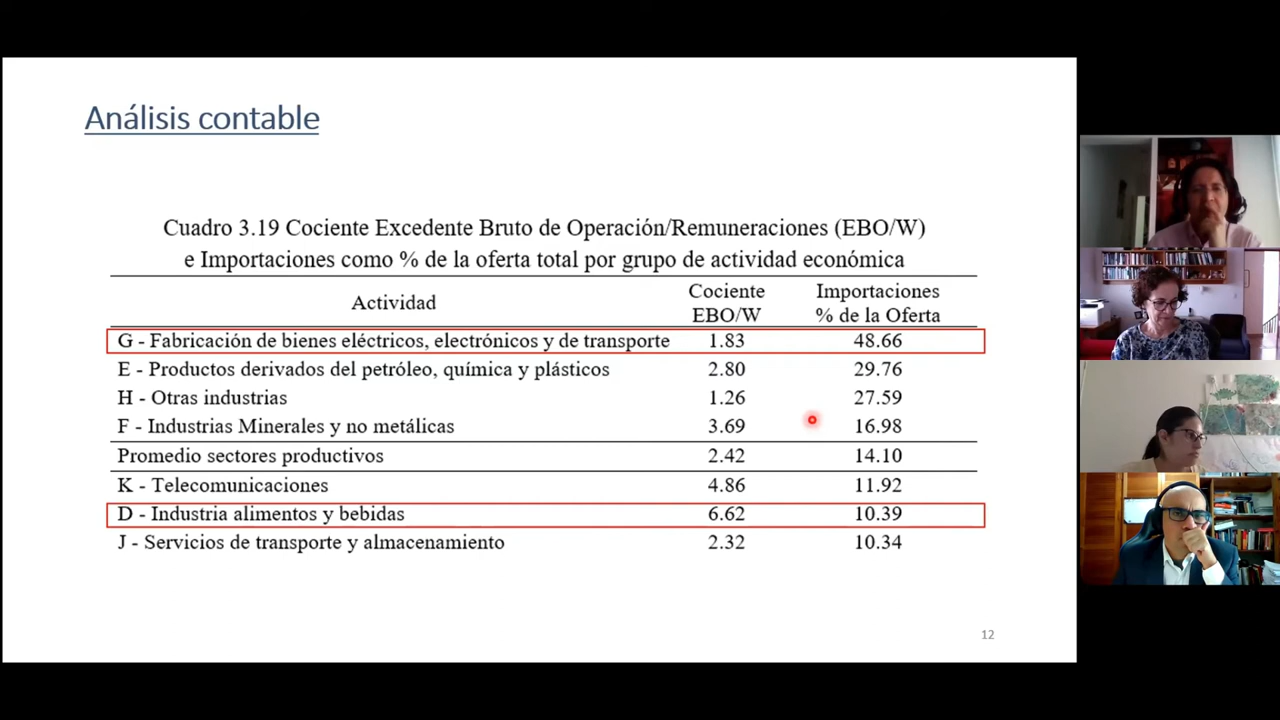 Análisis contable
Cuadro 3.19 Cociente Excedente Bruto de Operación/Remuneraciones (EBO/W)
e Importaciones como % de la oferta total por grupo de actividad económica
Actividad Cociente EBO/W Importaciones % de la Oferta
G - Fabricación de bienes eléctricos, electrónicos y de transporte 1.83 48.66
E - Productos derivados del petróleo, química y plásticos 2.80 29.76
H - Otras industrias 1.26 27.59
F - Industrias Minerales y no metálicas 3.69 16.98
Promedio sectores productivos 2.42 14.10
K - Telecomunicaciones 4.86 11.92
D - Industria alimentos y bebidas 6.62 10.39
J - Servicios de transporte y almacenamiento 2.32 10.34
12